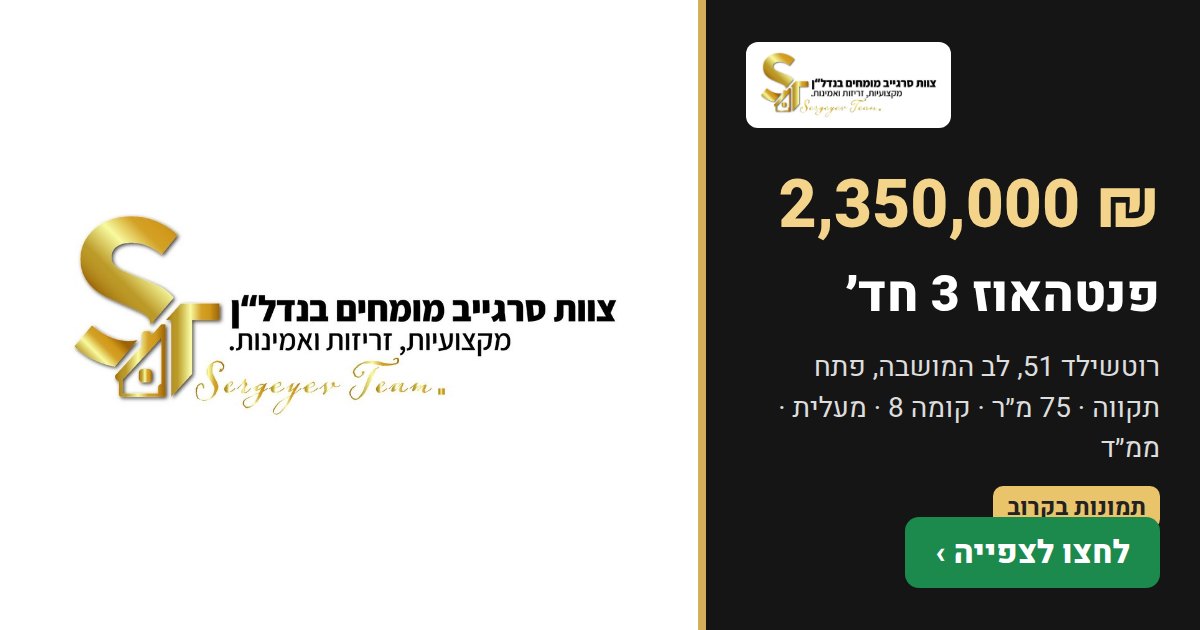 צוות סרגייב מומחים בנדל״ן
מקצועיות, זריזות ואמינות.
Sergeyev Team
צוות סרגייב מומחים בנדל״ן
מקצועיות, זריזות ואמינות.
Sergeyev Team
2,350,000 ₪
פנטהאוז 3 חד׳
רוטשילד 51, לב המושבה, פתח
תקווה · 75 מ״ר · קומה 8 · מעלית ·
ממ״ד
תמונות בקרוב
לחצו לצפייה ›